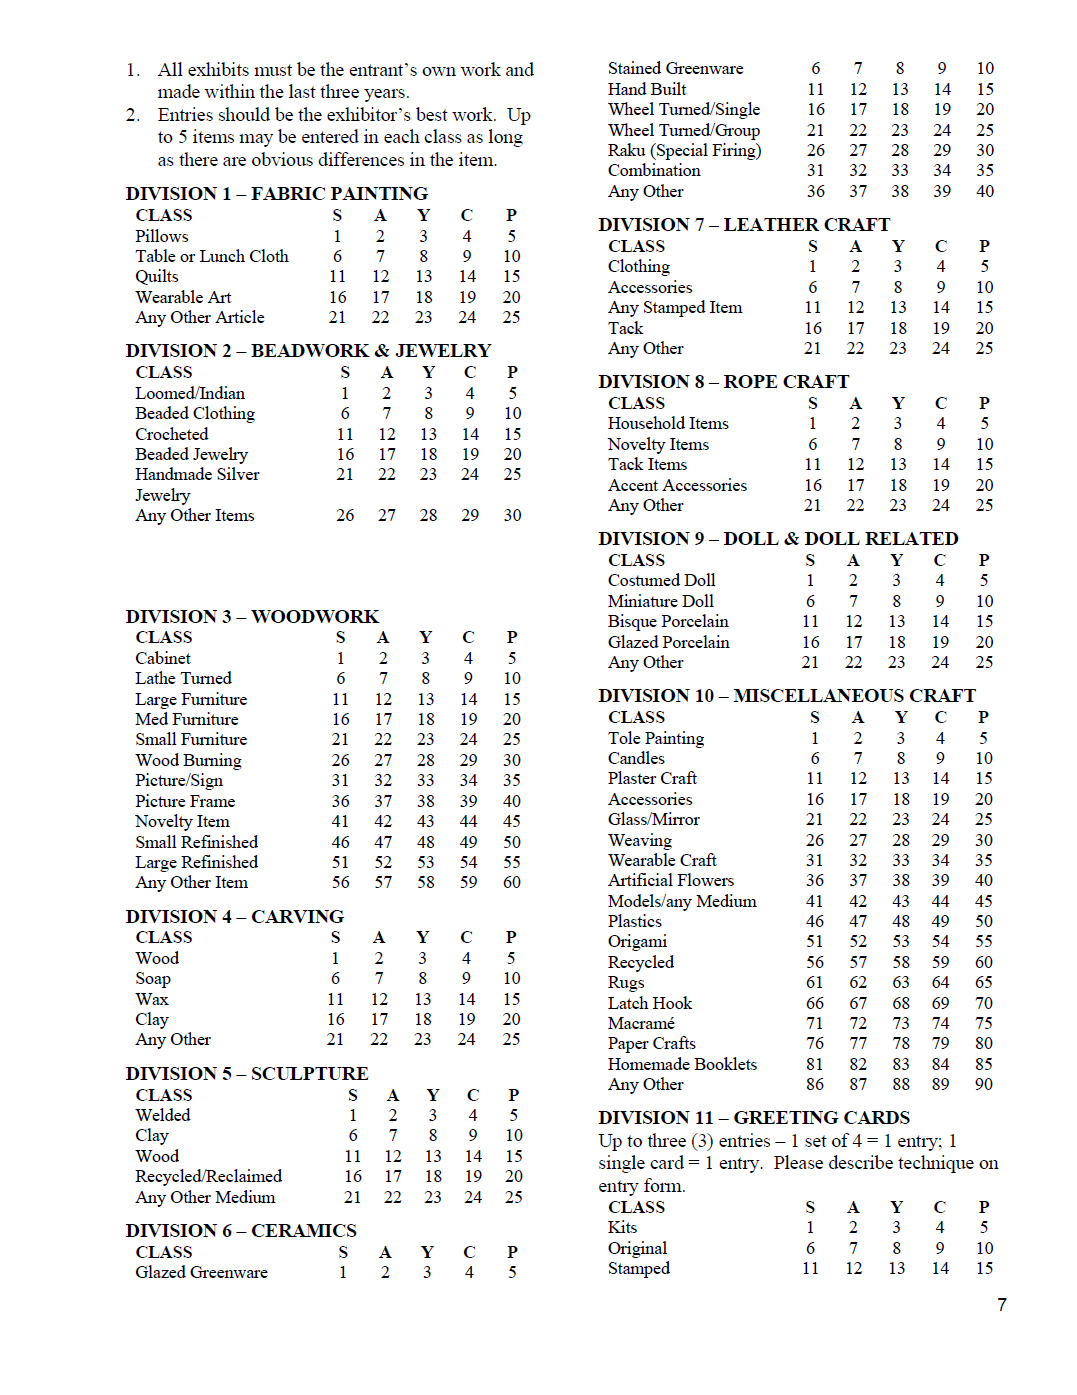 1. All exhibits must be the entrant's own work and
made within the last three years.
2. Entries should be the exhibitor's best work. Up
to 5 items may be entered in each class as long
as there are obvious differences in the item.
DIVISION 1 – FABRIC PAINTING
CLASS S A Y C P
Pillows 1 2 3 4 5
Table or Lunch Cloth 6 7 8 9 10
Quilts 11 12 13 14 15
Wearable Art 16 17 18 19 20
Any Other Article 21 22 23 24 25
DIVISION 2 – BEADWORK & JEWELRY
CLASS S A Y C P
Loomed/Indian 1 2 3 4 5
Beaded Clothing 6 7 8 9 10
Crocheted 11 12 13 14 15
Beaded Jewelry 16 17 18 19 20
Handmade Silver 21 22 23 24 25
Jewelry
Any Other Items 26 27 28 29 30
DIVISION 3 – WOODWORK
CLASS S A Y C P
Cabinet 1 2 3 4 5
Lathe Turned 6 7 8 9 10
Large Furniture 11 12 13 14 15
Med Furniture 16 17 18 19 20
Small Furniture 21 22 23 24 25
Wood Burning 26 27 28 29 30
Picture/Sign 31 32 33 34 35
Picture Frame 36 37 38 39 40
Novelty Item 41 42 43 44 45
Small Refinished 46 47 48 49 50
Large Refinished 51 52 53 54 55
Any Other Item 56 57 58 59 60
DIVISION 4 – CARVING
CLASS S A Y C P
Wood 1 2 3 4 5
Soap 6 7 8 9 10
Wax 11 12 13 14 15
Clay 16 17 18 19 20
Any Other 21 22 23 24 25
DIVISION 5 – SCULPTURE
CLASS S A Y C P
Welded 1 2 3 4 5
Clay 6 7 8 9 10
Wood 11 12 13 14 15
Recycled/Reclaimed 16 17 18 19 20
Any Other Medium 21 22 23 24 25
DIVISION 6 – CERAMICS
CLASS S A Y C P
Glazed Greenware 1 2 3 4 5
Stained Greenware 6 7 8 9 10
Hand Built 11 12 13 14 15
Wheel Turned/Single 16 17 18 19 20
Wheel Turned/Group 21 22 23 24 25
Raku (Special Firing) 26 27 28 29 30
Combination 31 32 33 34 35
Any Other 36 37 38 39 40
DIVISION 7 – LEATHER CRAFT
CLASS S A Y C P
Clothing 1 2 3 4 5
Accessories 6 7 8 9 10
Any Stamped Item 11 12 13 14 15
Tack 16 17 18 19 20
Any Other 21 22 23 24 25
DIVISION 8 – ROPE CRAFT
CLASS S A Y C P
Household Items 1 2 3 4 5
Novelty Items 6 7 8 9 10
Tack Items 11 12 13 14 15
Accent Accessories 16 17 18 19 20
Any Other 21 22 23 24 25
DIVISION 9 – DOLL & DOLL RELATED
CLASS S A Y C P
Costumed Doll 1 2 3 4 5
Miniature Doll 6 7 8 9 10
Bisque Porcelain 11 12 13 14 15
Glazed Porcelain 16 17 18 19 20
Any Other 21 22 23 24 25
DIVISION 10 – MISCELLANEOUS CRAFT
CLASS S A Y C P
Tole Painting 1 2 3 4 5
Candles 6 7 8 9 10
Plaster Craft 11 12 13 14 15
Accessories 16 17 18 19 20
Glass/Mirror 21 22 23 24 25
Weaving 26 27 28 29 30
Wearable Craft 31 32 33 34 35
Artificial Flowers 36 37 38 39 40
Models/any Medium 41 42 43 44 45
Plastics 46 47 48 49 50
Origami 51 52 53 54 55
Recycled 56 57 58 59 60
Rugs 61 62 63 64 65
Latch Hook 66 67 68 69 70
Macramé 71 72 73 74 75
Paper Crafts 76 77 78 79 80
Homemade Booklets 81 82 83 84 85
Any Other 86 87 88 89 90
DIVISION 11 – GREETING CARDS
Up to three (3) entries – 1 set of 4 = 1 entry; 1
single card = 1 entry. Please describe technique on
entry form.
CLASS S A Y C P
Kits 1 2 3 4 5
Original 6 7 8 9 10
Stamped 11 12 13 14 15
7